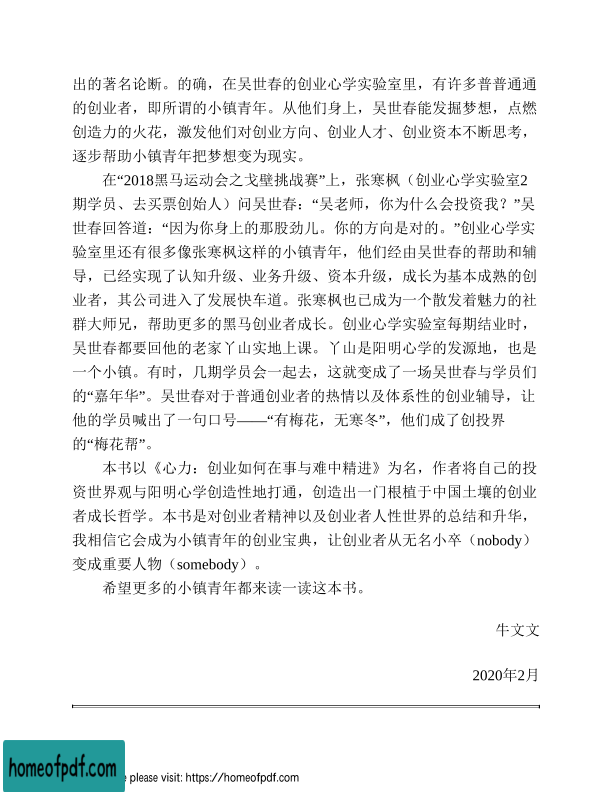 出的著名论断。的确，在吴世春的创业心学实验室里，有许多普普通通
的创业者，即所谓的小镇青年。从他们身上，吴世春能发掘梦想，点燃
创造力的火花，激发他们对创业方向、创业人才、创业资本不断思考，
逐步帮助小镇青年把梦想变为现实。
在“2018黑马运动会之戈壁挑战赛”上，张寒枫（创业心学实验室2
期学员、去买票创始人）问吴世春：“吴老师，你为什么会投资我？”吴
世春回答道：“因为你身上的那股劲儿。你的方向是对的。”创业心学实
验室里还有很多像张寒枫这样的小镇青年，他们经由吴世春的帮助和辅
导，已经实现了认知升级、业务升级、资本升级，成长为基本成熟的创
业者，其公司进入了发展快车道。张寒枫也已成为一个散发着魅力的社
群大师兄，帮助更多的黑马创业者成长。创业心学实验室每期结业时，
吴世春都要回他的老家丫山实地上课。丫山是阳明心学的发源地，也是
一个小镇。有时，几期学员会一起去，这就变成了一场吴世春与学员们
的“嘉年华”。吴世春对于普通创业者的热情以及体系性的创业辅导，让
他的学员喊出了一句口号——“有梅花，无寒冬”，他们成了创投界
的“梅花帮”。
本书以《心力：创业如何在事与难中精进》为名，作者将自己的投
资世界观与阳明心学创造性地打通，创造出一门根植于中国土壤的创业
者成长哲学。本书是对创业者精神以及创业者人性世界的总结和升华，
我相信它会成为小镇青年的创业宝典，让创业者从无名小卒（nobody）
变成重要人物（somebody）。
希望更多的小镇青年都来读一读这本书。
牛文文
2020年2月
homeofpdf.com
e please visit: https://homeofpdf.com